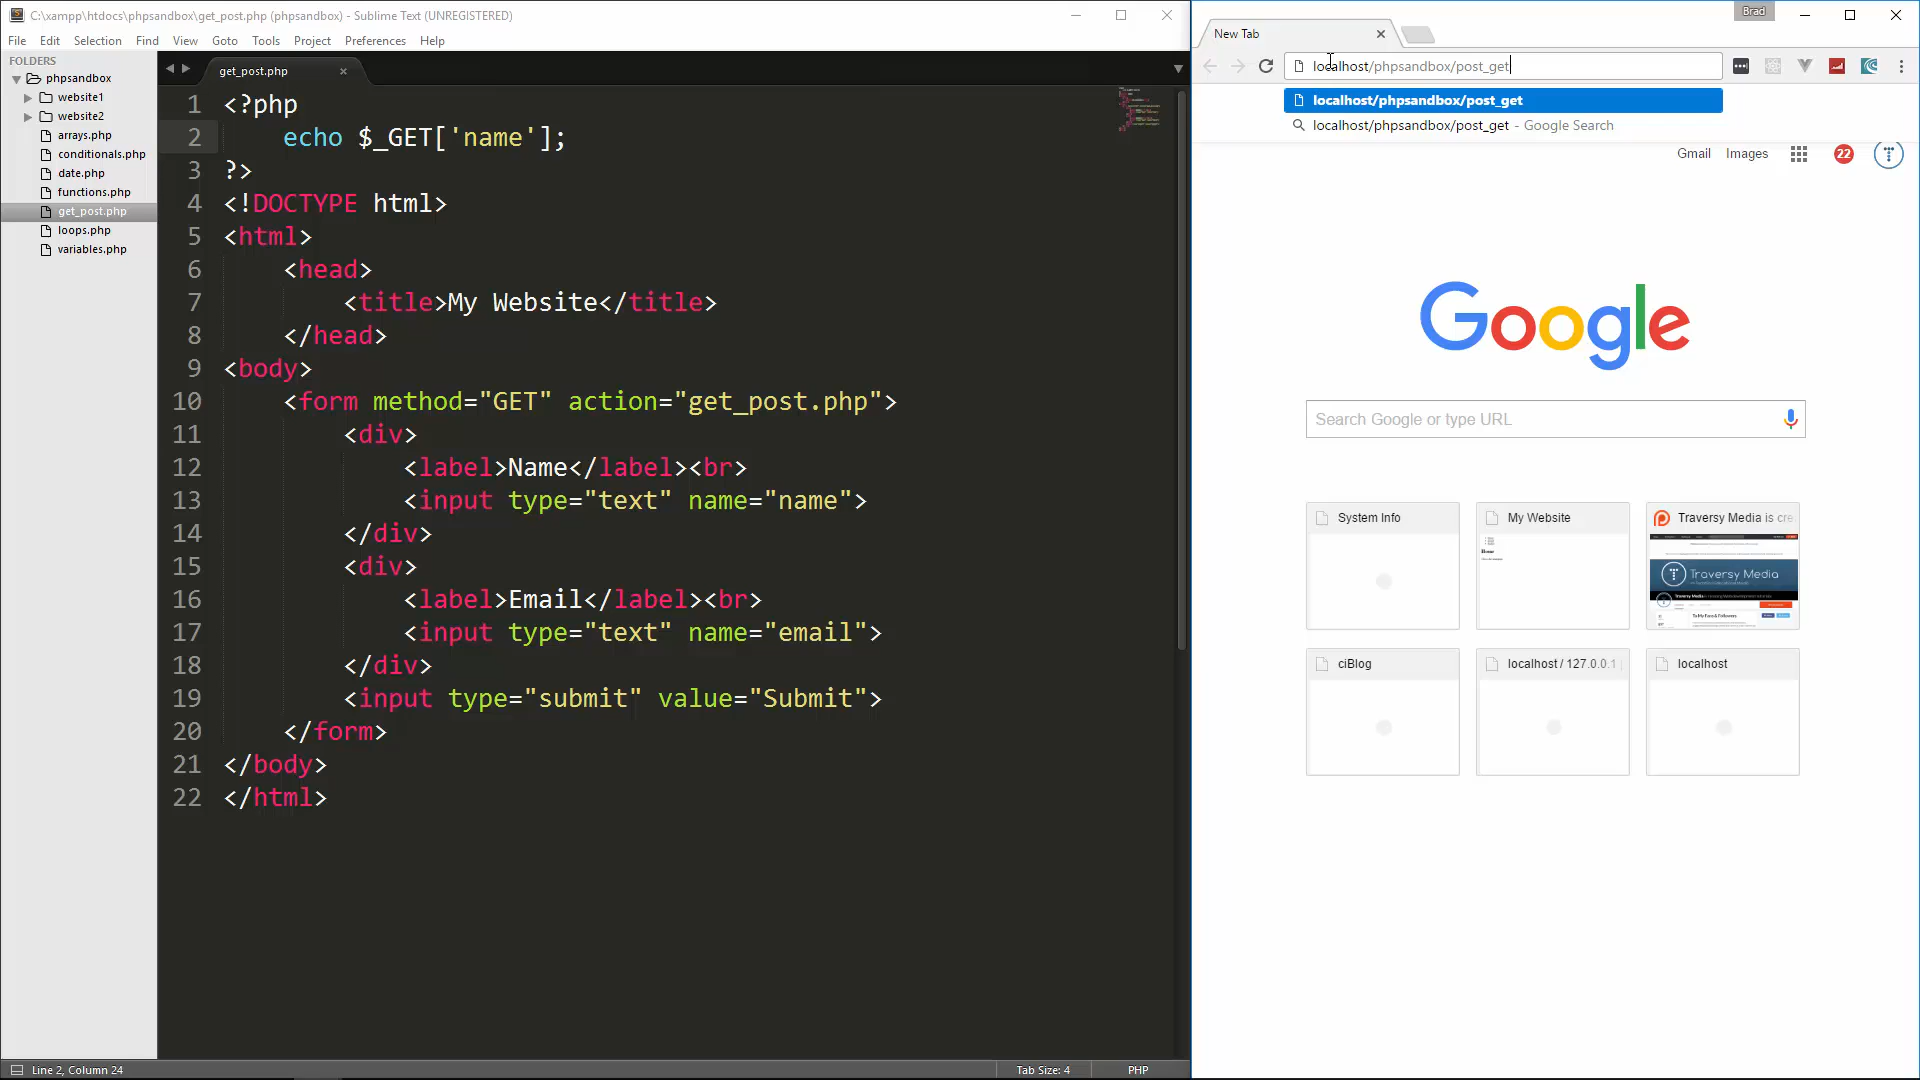 C:\xampp\htdocs\phpsandbox\get_post.php (phpsandbox) - Sublime Text (UNREGISTERED)
File Edit Selection Find View Goto Tools Project Preferences Help
FOLDERS
phpsandbox
website1
website2
arrays.php
conditionals.php
date.php
functions.php
get_post.php
loops.php
variables.php
get_post.php
1 <?php
2 echo $_GET['name'];
3 ?>
4 <!DOCTYPE html>
5 <html>
6 <head>
7 <title>My Website</title>
8 </head>
9 <body>
10 <form method="GET" action="get_post.php">
11 <div>
12 <label>Name</label><br>
13 <input type="text" name="name">
14 </div>
15 <div>
16 <label>Email</label><br>
17 <input type="text" name="email">
18 </div>
19 <input type="submit" value="Submit">
20 </form>
21 </body>
22 </html>
Line 2, Column 24
Tab Size: 4
PHP
Brad
New Tab
localhost/phpsandbox/post_get
localhost/phpsandbox/post_get
localhost/phpsandbox/post_get - Google Search
Gmail Images 22
Google
Search Google or type URL
System Info
My Website
Traversy Media is cre
Traversy Media
ciBlog
localhost / 127.0.0.1
localhost